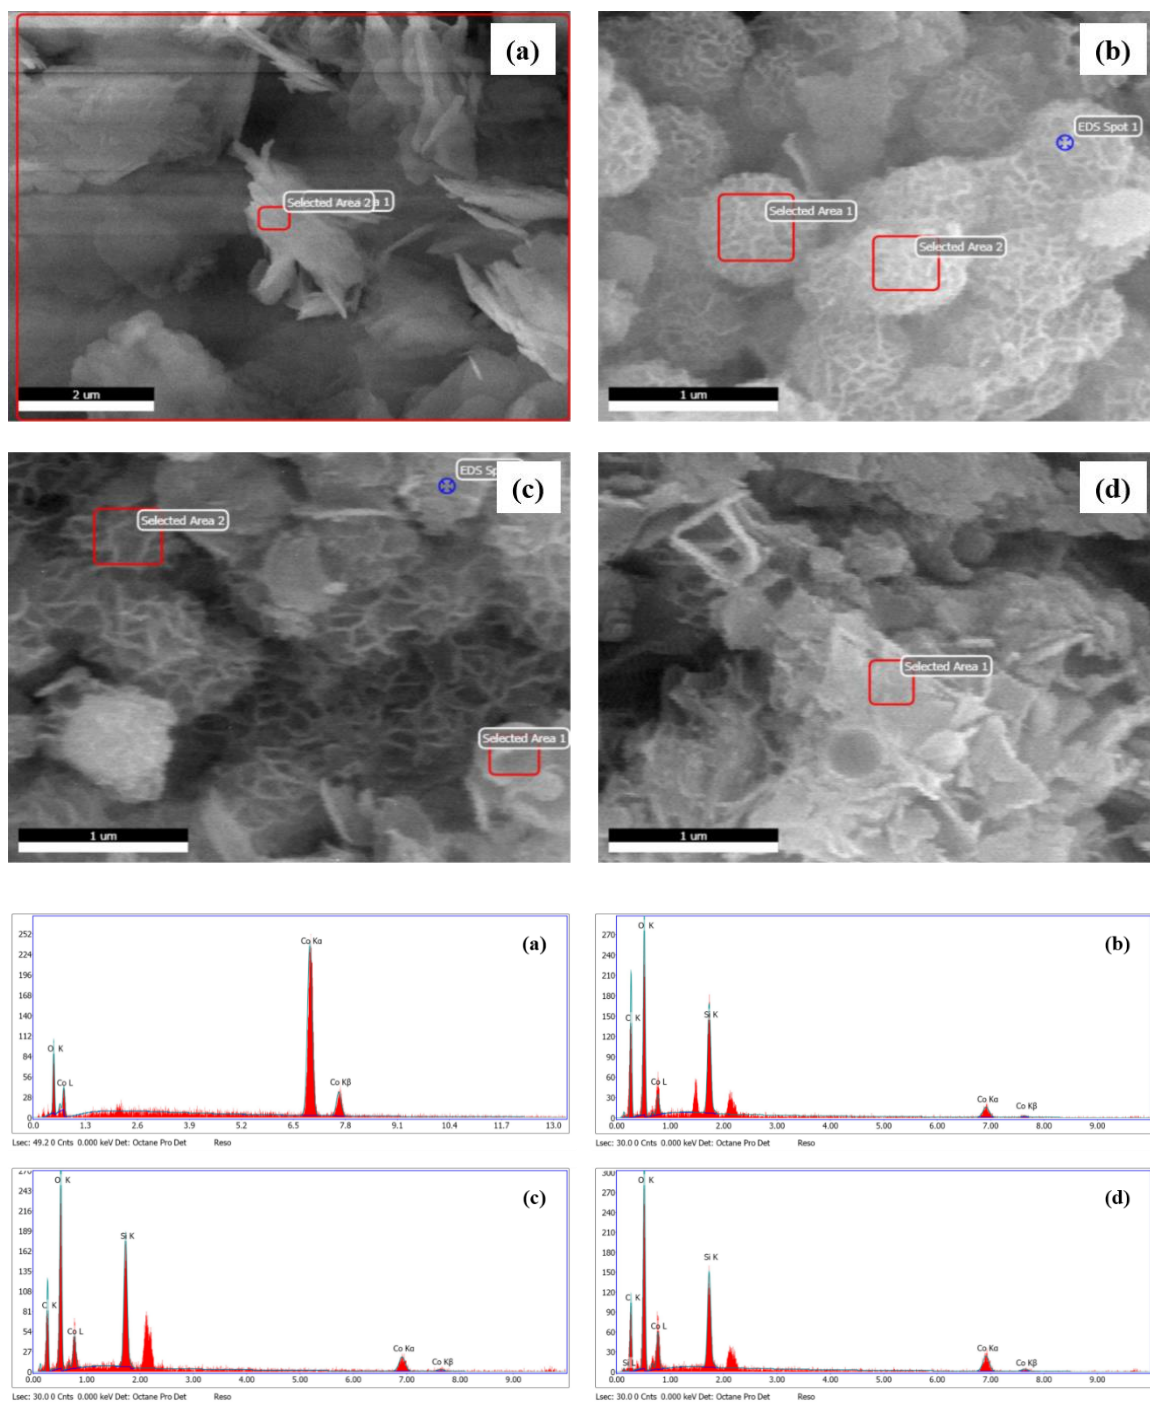 (a)
Selected Area 2 a 1
2 um
(b)
EDS Spot 1
Selected Area 1
Selected Area 2
1 um
(c)
EDS Sp
Selected Area 2
Selected Area 1
1 um
(d)
Selected Area 1
1 um
(a)
252
224
196
168
140
112
84
56
28
0
Co Kα
O K
Co L
Co Kβ
0.0 1.3 2.6 3.9 5.2 6.5 7.8 9.1 10.4 11.7 13.0
Lsec: 49.2 0 Cnts 0.000 keV Det: Octane Pro Det Reso
(b)
270
240
210
180
150
120
90
60
30
0
O K
C K
Si K
Co L
Co Kα
Co Kβ
0.00 1.00 2.00 3.00 4.00 5.00 6.00 7.00 8.00 9.00
Lsec: 30.0 0 Cnts 0.000 keV Det: Octane Pro Det Reso
(c)
270
243
216
189
162
135
108
81
54
27
0
O K
Si K
C K
Co L
Co Kα
Co Kβ
0.00 1.00 2.00 3.00 4.00 5.00 6.00 7.00 8.00 9.00
Lsec: 30.0 0 Cnts 0.000 keV Det: Octane Pro Det Reso
(d)
300
270
240
210
180
150
120
90
60
30
0
O K
Si K
C K
Co L
Si L
Co Kα
Co Kβ
0.00 1.00 2.00 3.00 4.00 5.00 6.00 7.00 8.00 9.00
Lsec: 30.0 0 Cnts 0.000 keV Det: Octane Pro Det Reso